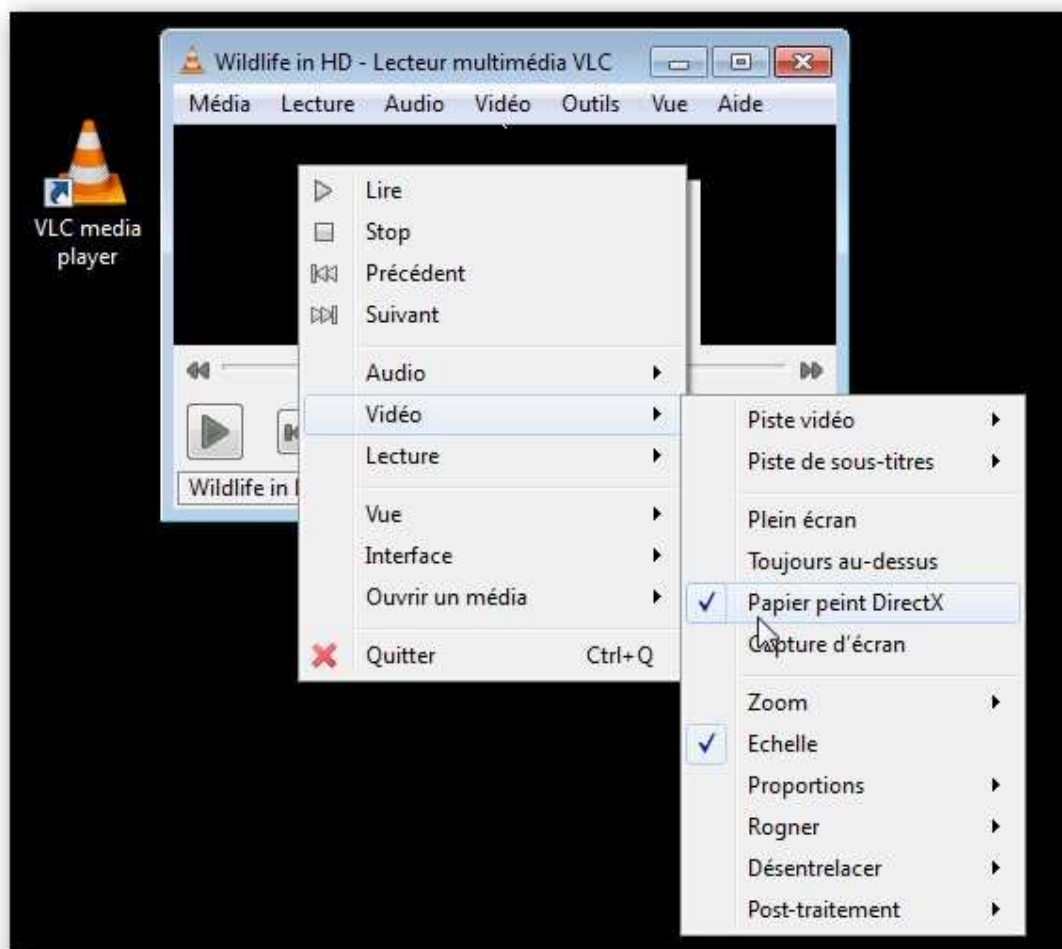 Wildlife in HD - Lecteur multimédia VLC
Média Lecture Audio Vidéo Outils Vue Aide
VLC media
player
Lire
Stop
Précédent
Suivant
Audio
Vidéo
Lecture
Vue
Interface
Ouvrir un média
Quitter Ctrl+Q
Wildlife in
Piste vidéo
Piste de sous-titres
Plein écran
Toujours au-dessus
Papier peint DirectX
Capture d'écran
Zoom
Echelle
Proportions
Rogner
Désentrelacer
Post-traitement